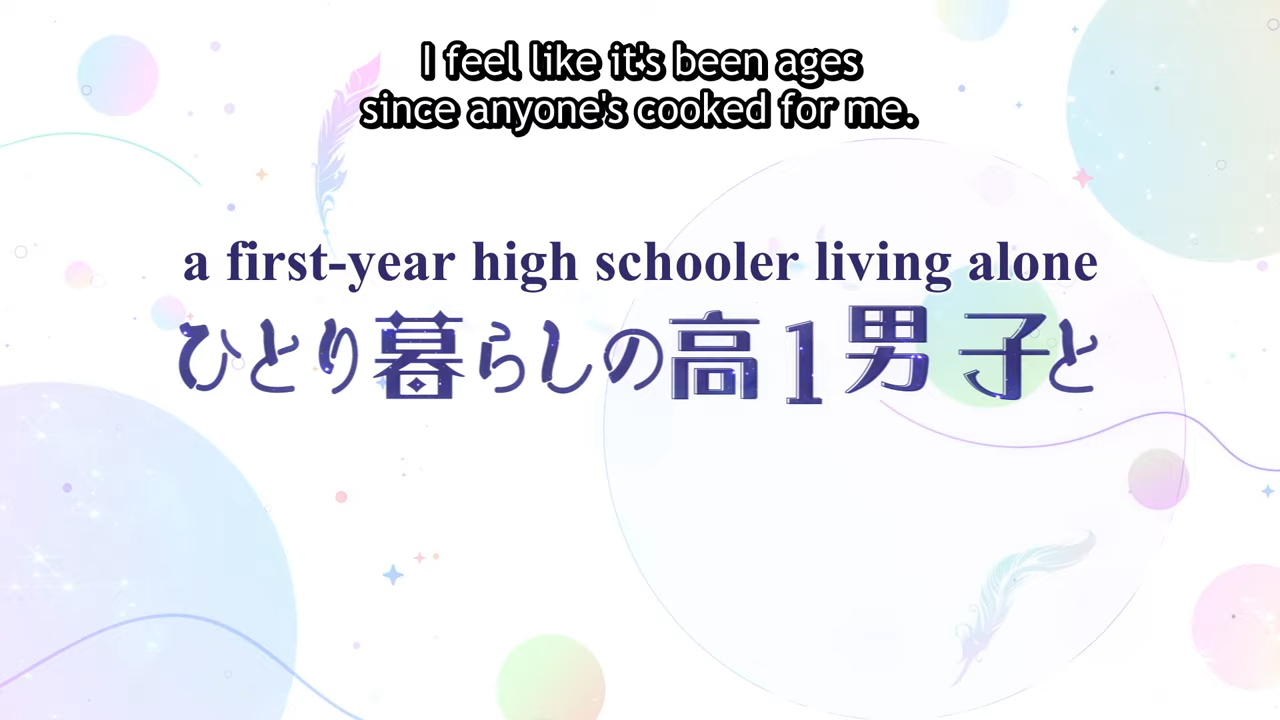 I feel like it's been ages
since anyone's cooked for me.
a first-year high schooler living alone
ひとり暮らしの高1男子と